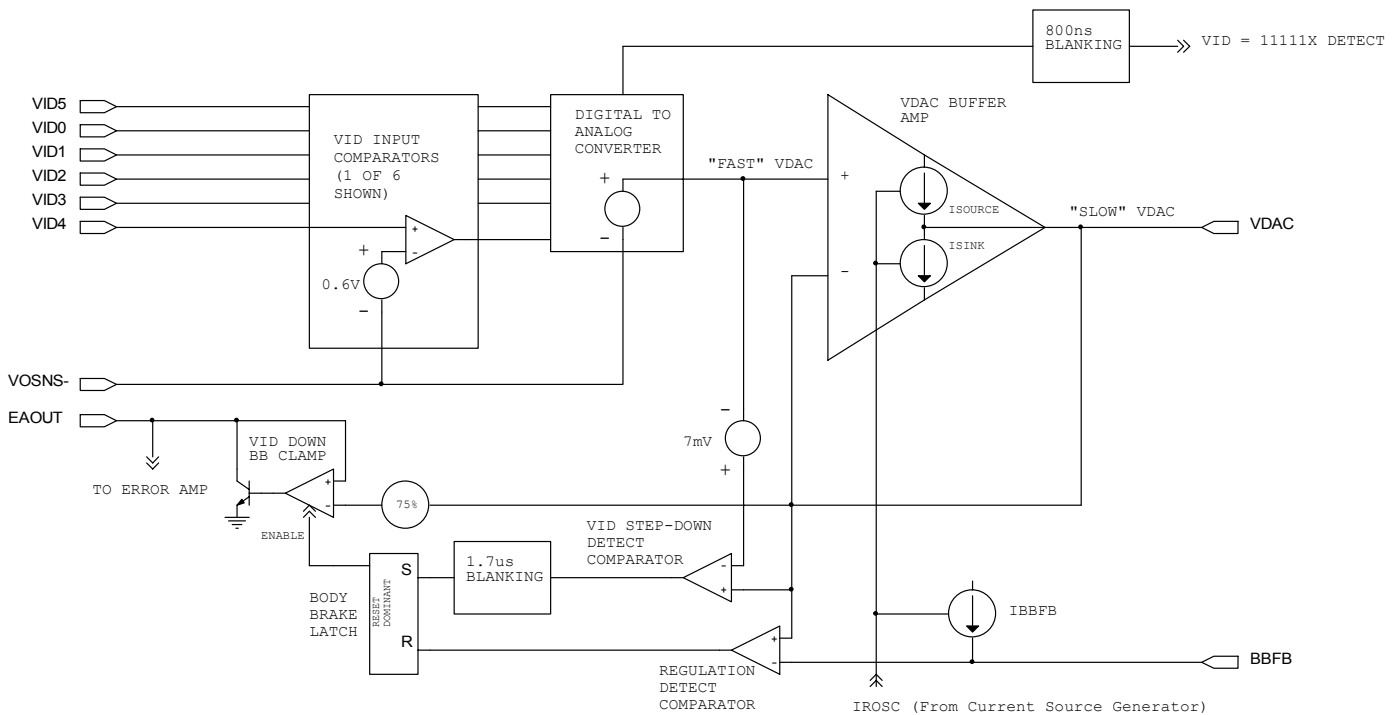 800ns
BLANKING
VID = 11111X DETECT
VID5
VID0
VID1
VID2
VID3
VID4
VID INPUT
COMPARATORS
(1 OF 6
SHOWN)
+
-
+
-
0.6V
DIGITAL TO
ANALOG
CONVERTER
+
-
"FAST" VDAC
VDAC BUFFER
AMP
+
-
ISOURCE
ISINK
"SLOW" VDAC
VDAC
VOSNS-
EAOUT
TO ERROR AMP
VID DOWN
BB CLAMP
+
-
ENABLE
75%
-
7mV
+
VID STEP-DOWN
DETECT
COMPARATOR
-
+
1.7us
BLANKING
BODY
BRAKE
LATCH
RESET
DOMINANT
S
R
REGULATION
DETECT
COMPARATOR
+
-
IBBFB
BBFB
IROSC (From Current Source Generator)